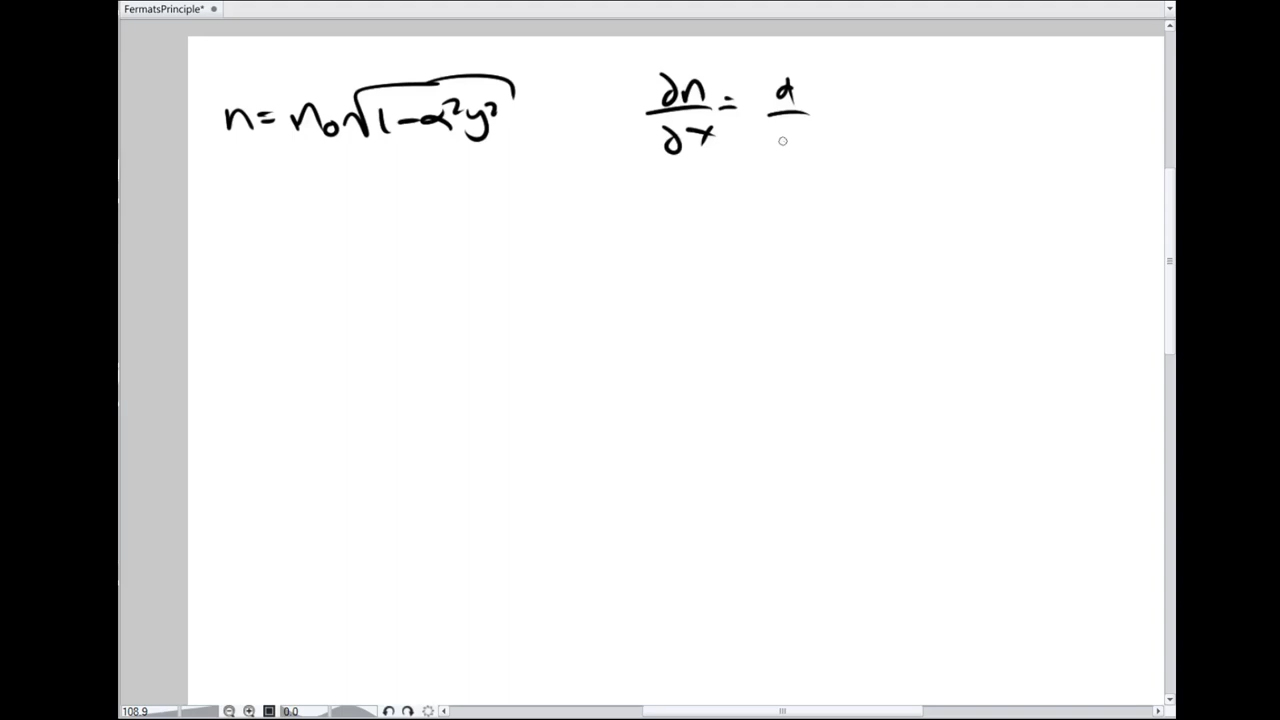 FermatsPrinciple*
n = n₀√(1 − α²y²)
∂n/∂x = d/
108.9
0.0